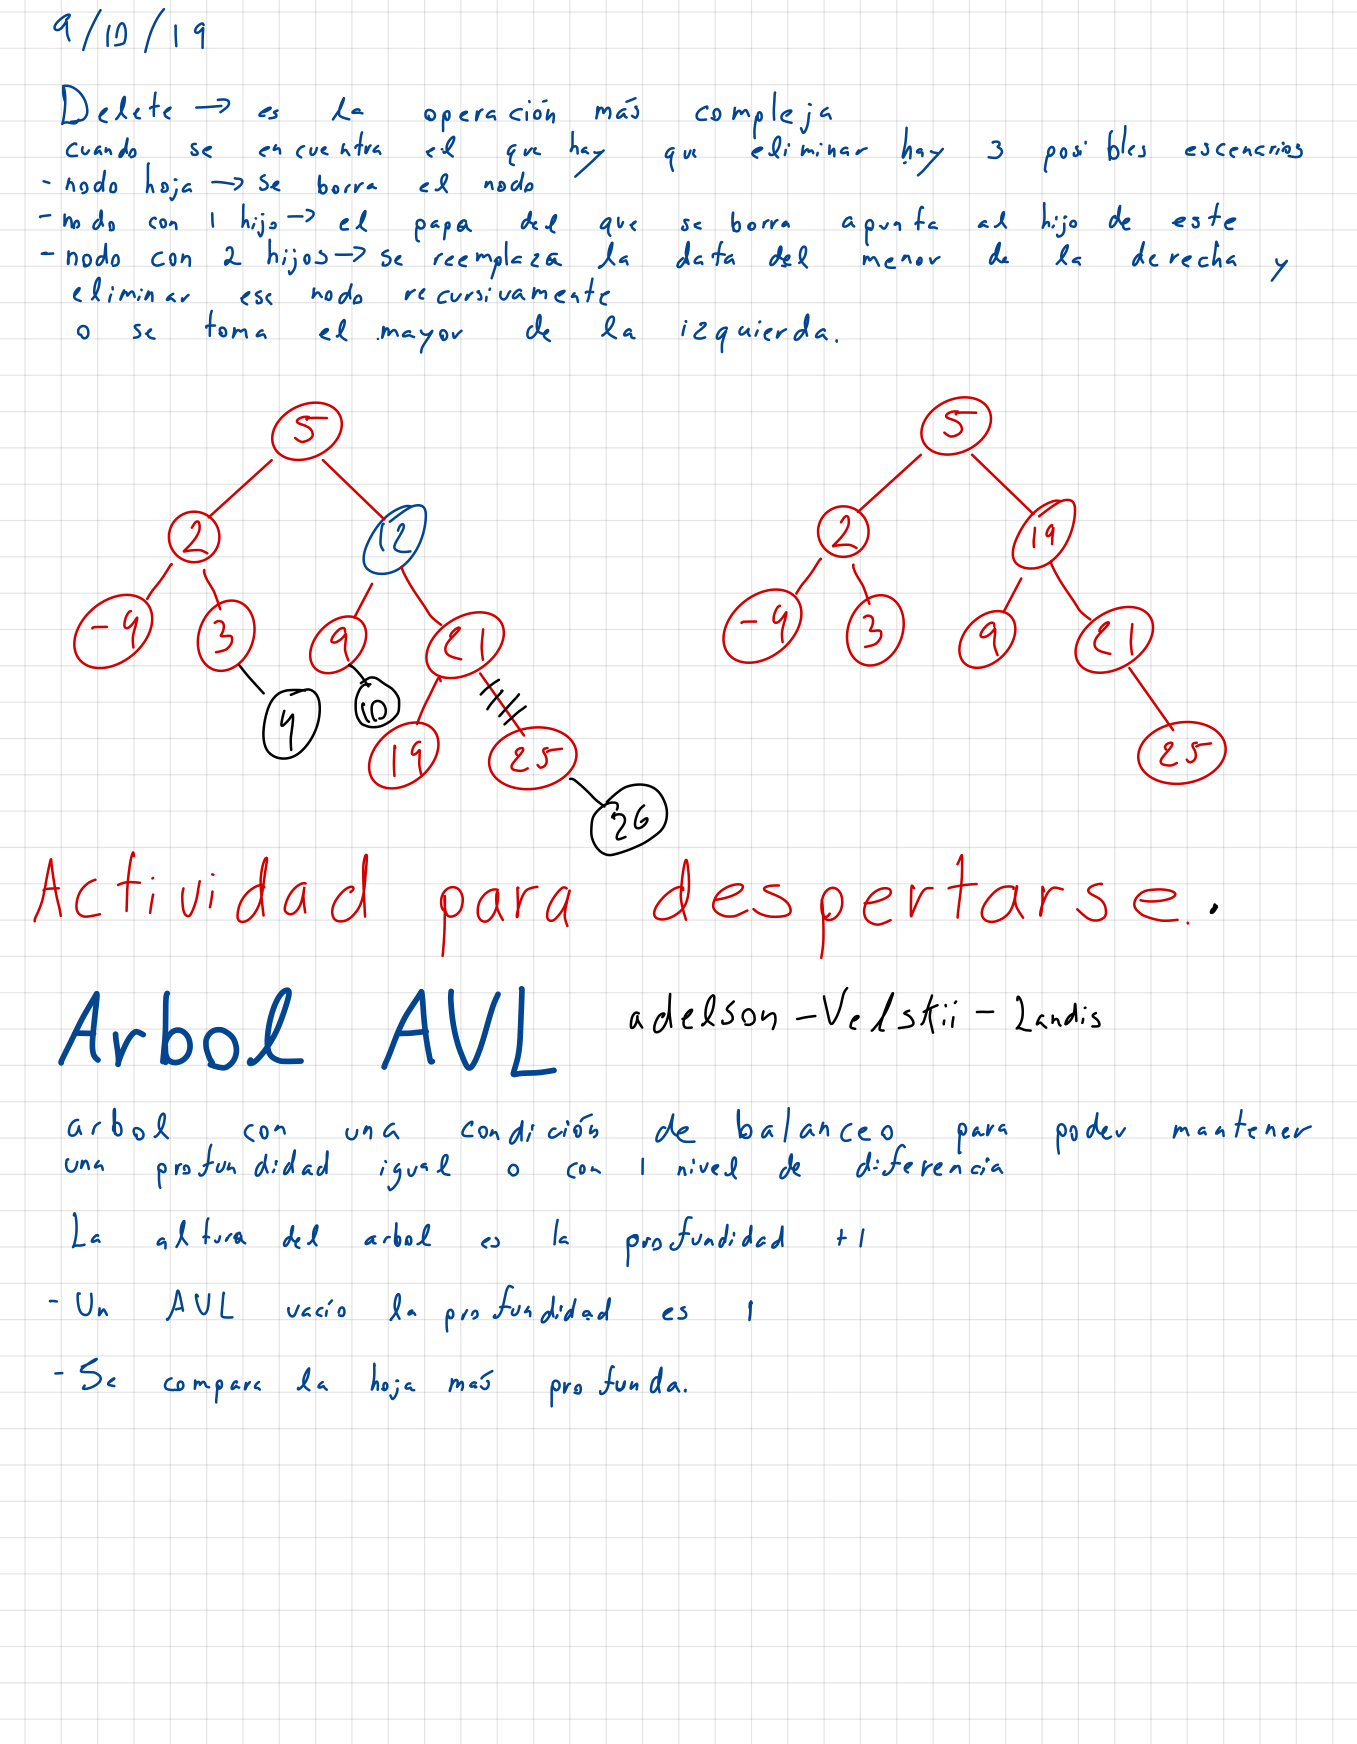 9/10/19
Delete → es la operación más compleja
cuando se encuentra el que hay que eliminar hay 3 posibles escenarios
- nodo hoja → se borra el nodo
- nodo con 1 hijo → el papa del que se borra apunta al hijo de este
- nodo con 2 hijos → se reemplaza la data del menor de la derecha y
eliminar ese nodo recursivamente
o se toma el mayor de la izquierda.
5 5
2 12 2 19
-9 3 9 21 -9 3 9 21
4 10 19 25 25
26
Actividad para despertarse..
Arbol AVL adelson - Velskii - Landis
arbol con una condición de balanceo para poder mantener
una profundidad igual o con 1 nivel de diferencia
La altura del arbol es la profundidad +1
- Un AVL vacío la profundidad es 1
- Se compara la hoja más profunda.